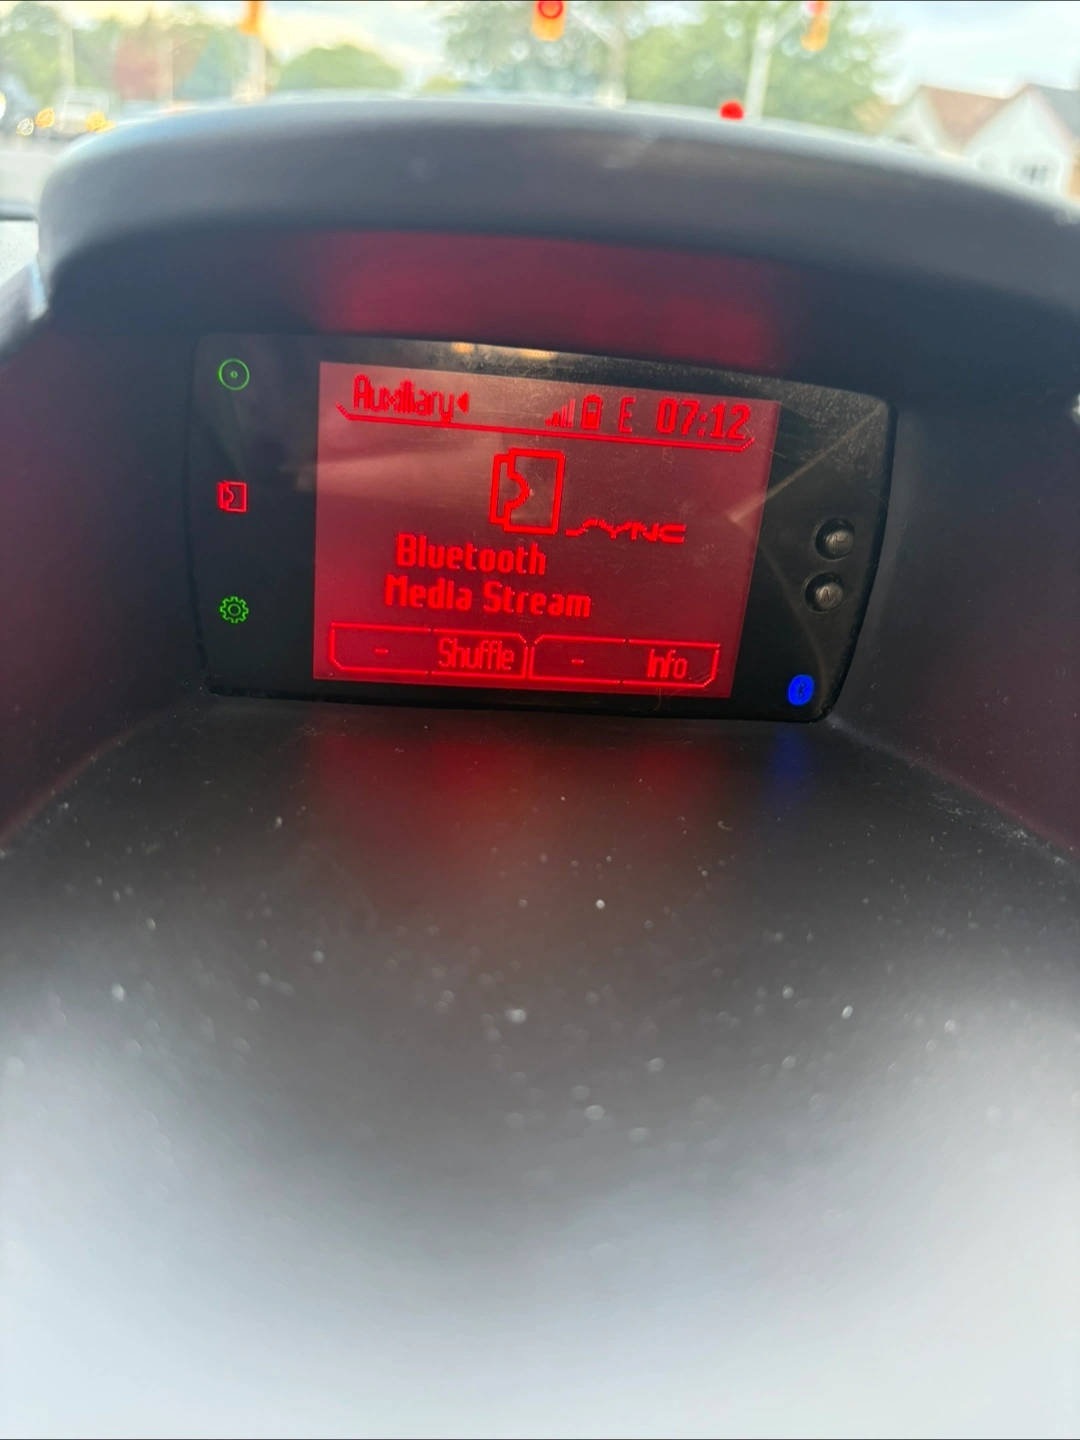 Auxiliary E 07:12
SYNC
Bluetooth
Media Stream
- Shuffle - Info